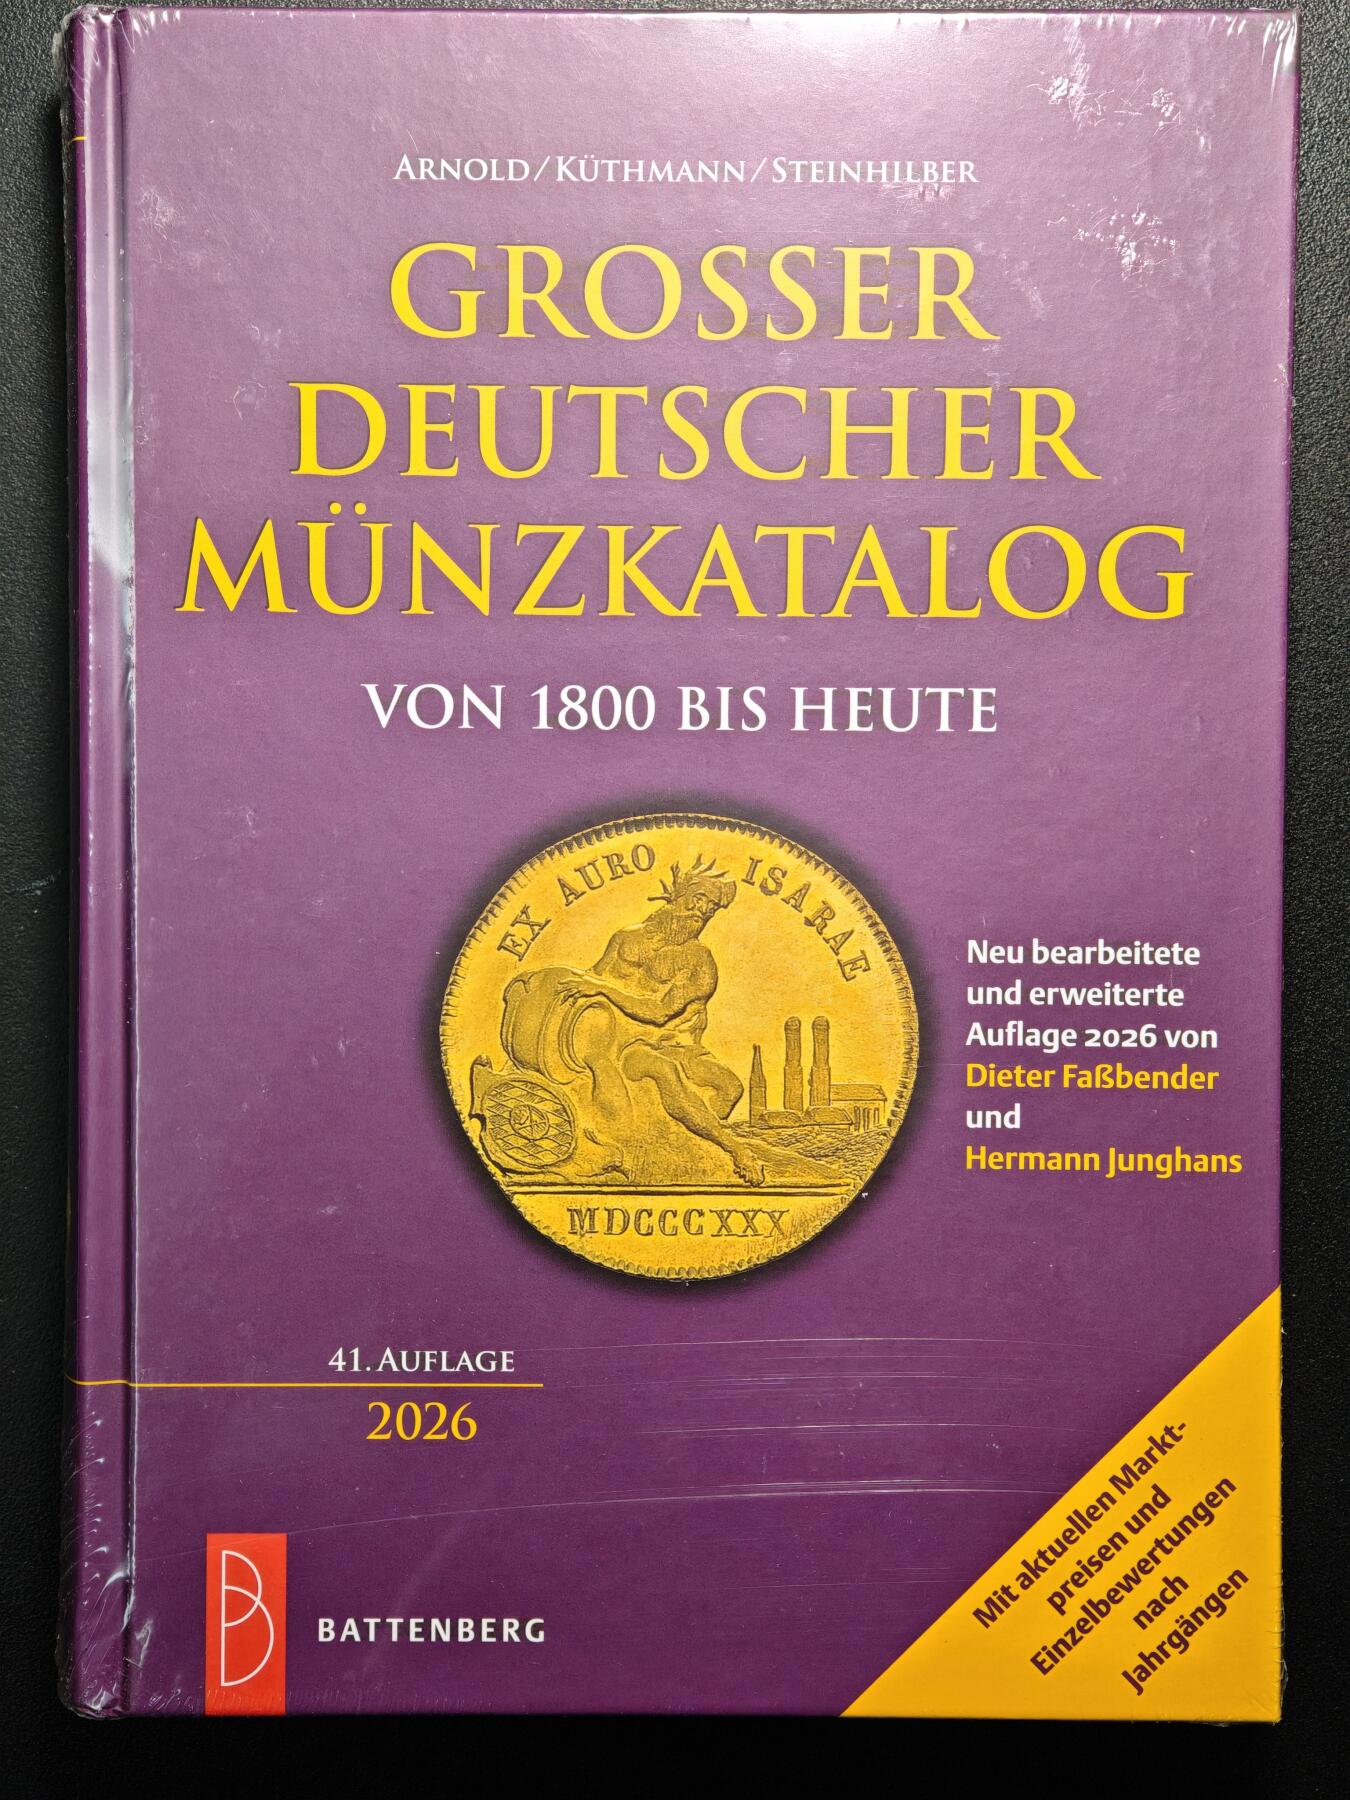 ARNOLD/KÜTHMANN/STEINHILBER
GROSSER
DEUTSCHER
MÜNZKATALOG
VON 1800 BIS HEUTE
EX AURO ISARAE
MDCCCXXX
Neu bearbeitete
und erweiterte
Auflage 2026 von
Dieter Faßbender
und
Hermann Junghans
41. AUFLAGE
2026
BATTENBERG
Mit aktuellen Markt-
preisen und
Einzelbewertungen
nach
Jahrgängen